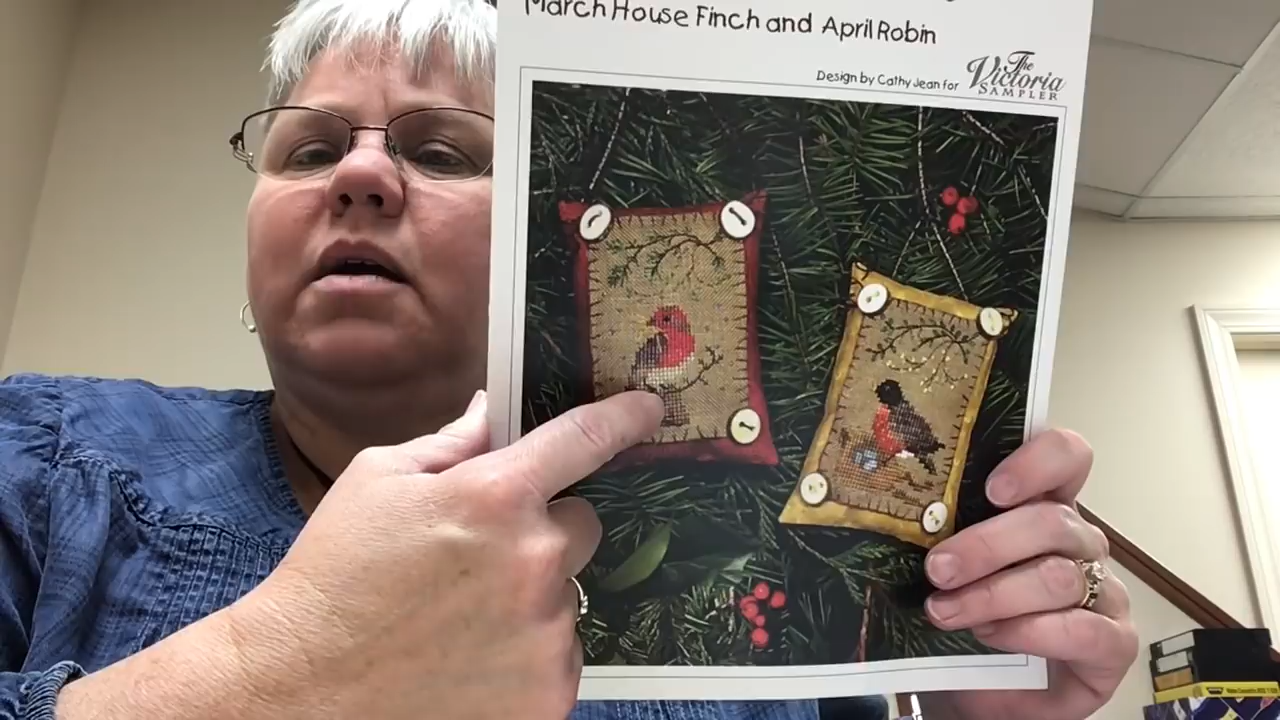 March House Finch and April Robin
Design by Cathy Jean for
The
Victoria
SAMPLER